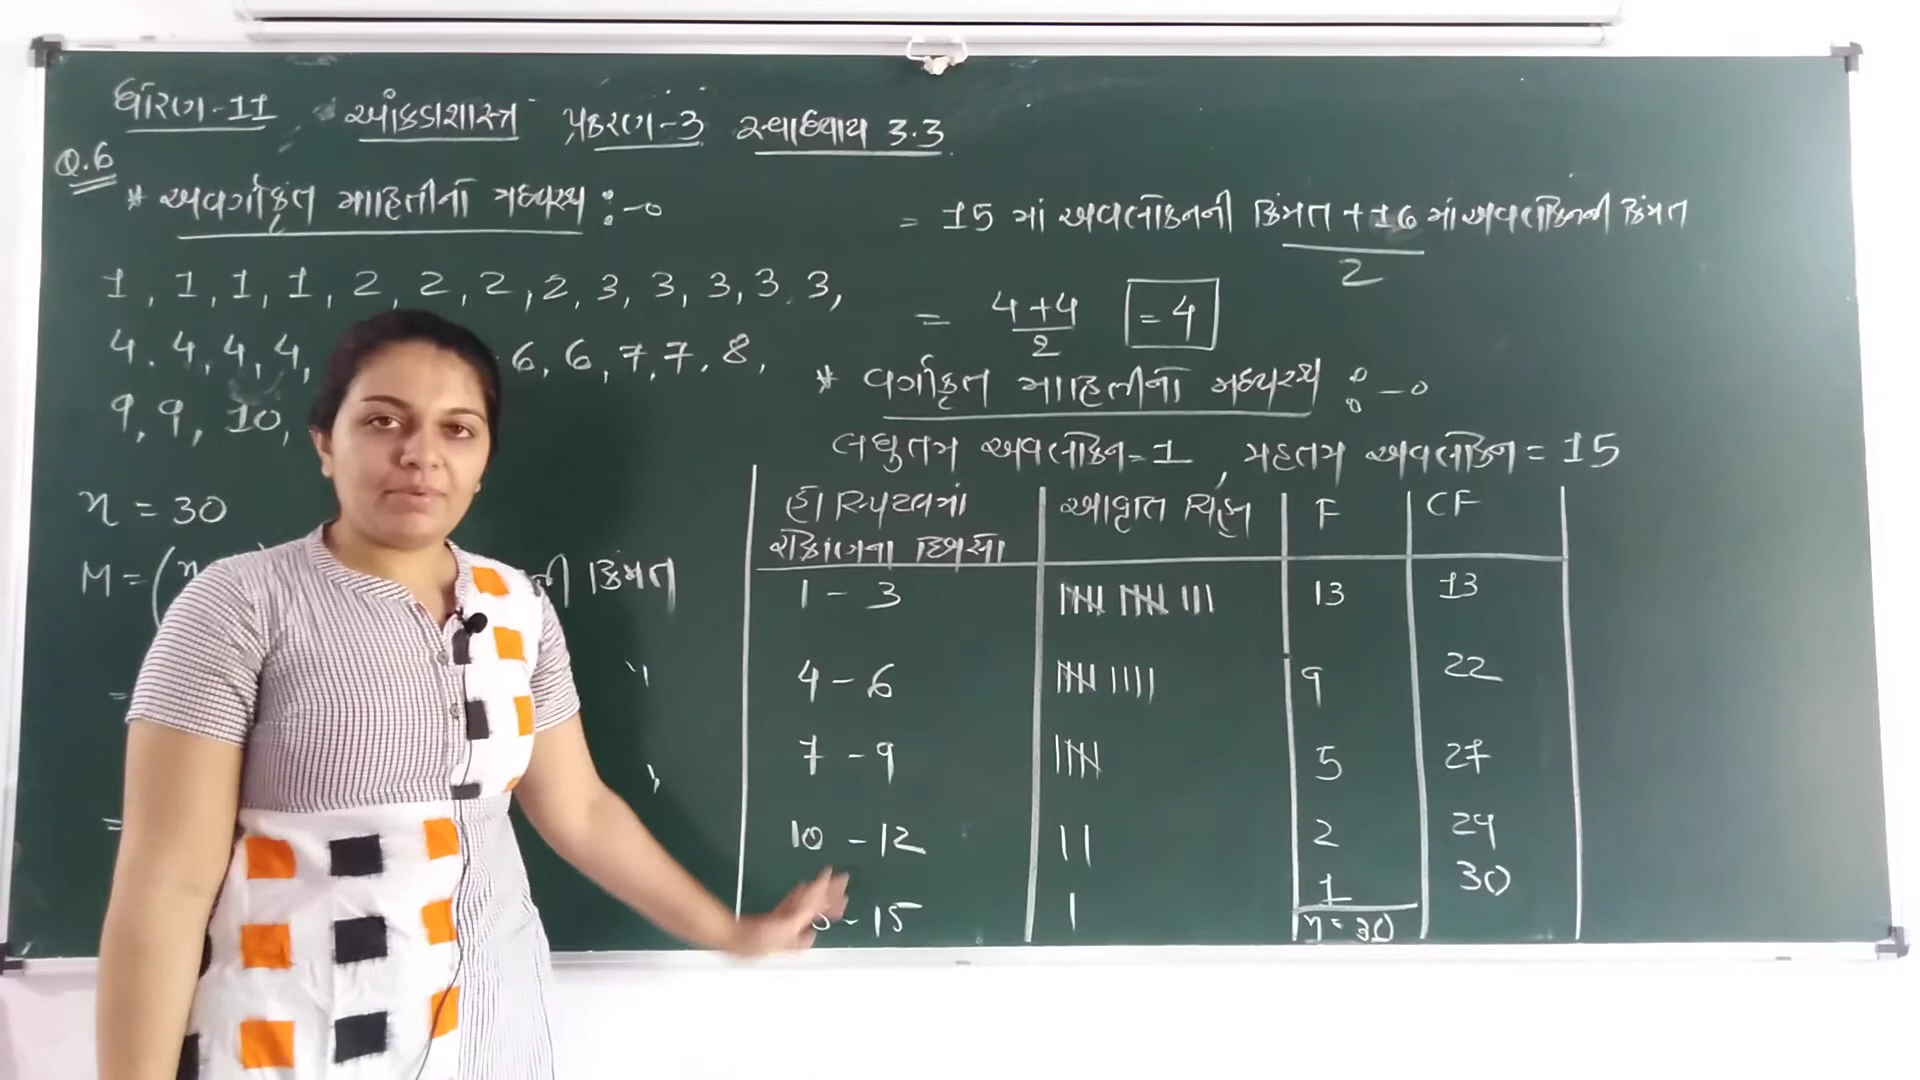 ધોરણ-11 આંકડાશાસ્ત્ર પ્રકરણ-3 સ્વાધ્યાય 3.3
Q.6
* અવર્ગીકૃત માહિતીનો મધ્યસ્થ :-
1, 1, 1, 1, 2, 2, 2, 2, 3, 3, 3, 3, 3,
4. 4, 4, 4, 6, 6, 7, 7, 8,
9, 9, 10,
n = 30
M = (n ની કિંમત
=
=
= 15 માં અવલોકનની કિંમત + 16 માં અવલોકનની કિંમત
2
= 4+4 = 4
2
* વર્ગીકૃત માહિતીનો મધ્યસ્થ :-
લઘુતમ અવલોકન = 1, મહત્તમ અવલોકન = 15
હોસ્પિટલમાં રોકાણના દિવસો આવૃત્તિ ચિહ્ન F CF
1 - 3 13 13
4 - 6 9 22
7 - 9 5 27
10 - 12 2 29
- 15 1 30
n = 30